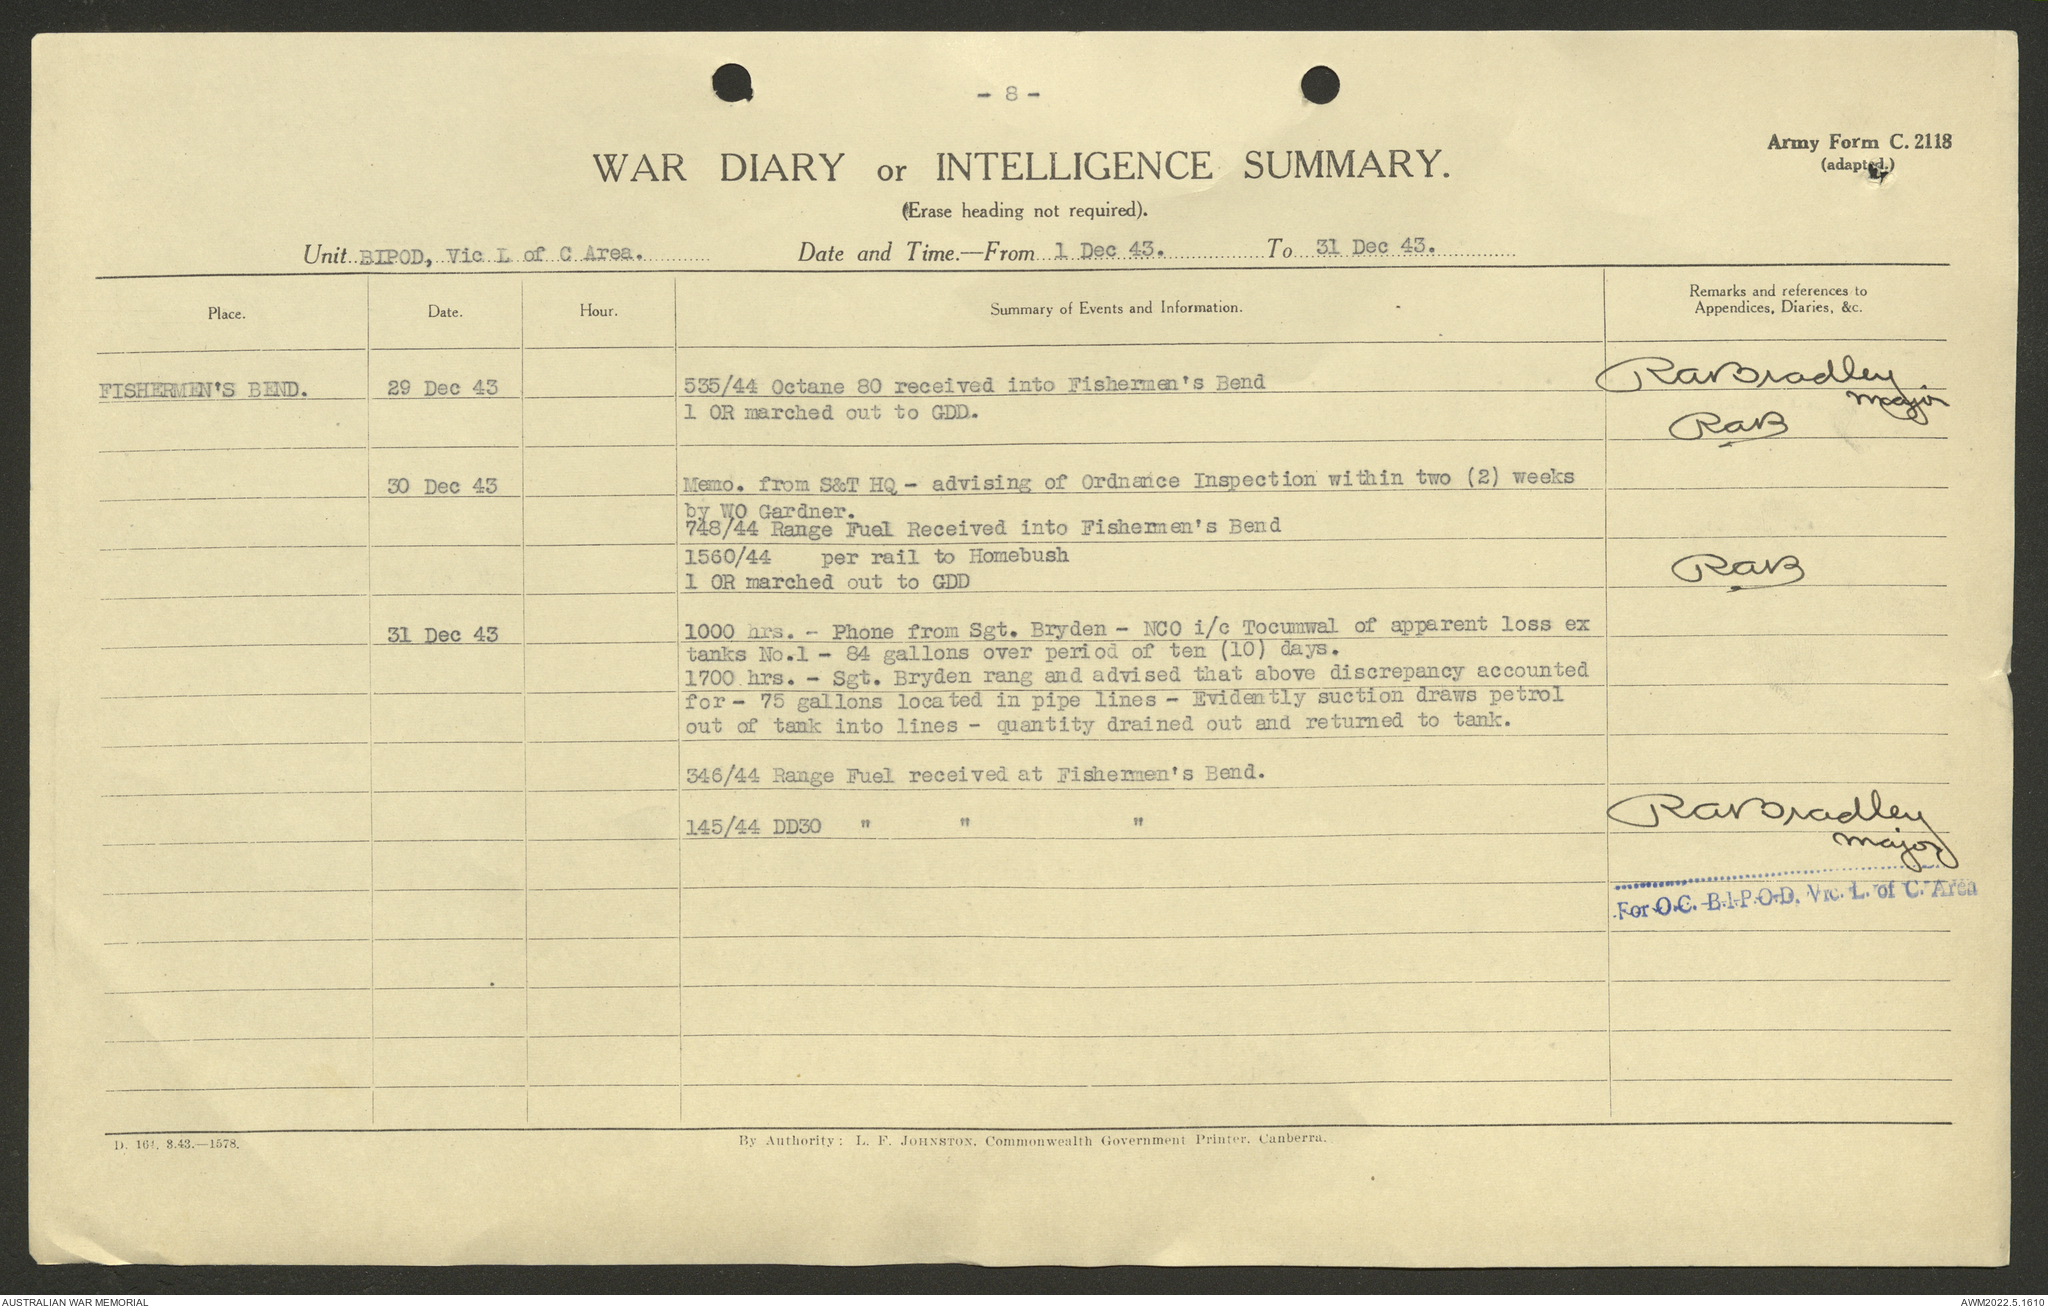 - 8 -
Army Form C. 2118
(adapted.)
WAR DIARY or INTELLIGENCE SUMMARY.
(Erase heading not required).
Unit BIPOD, Vic L of C Area. Date and Time.—From 1 Dec 43. To 31 Dec 43.
Place. Date. Hour. Summary of Events and Information. Remarks and references to
Appendices, Diaries, &c.
FISHERMEN'S BEND. 29 Dec 43 535/44 Octane 80 received into Fishermen's Bend RAVBradley
Major
1 OR marched out to GDD. RAVB
30 Dec 43 Memo. from S&T HQ - advising of Ordnance Inspection within two (2) weeks
by WO Gardner.
748/44 Range Fuel Received into Fishermen's Bend
1560/44 per rail to Homebush RAVB
1 OR marched out to GDD
31 Dec 43 1000 hrs. - Phone from Sgt. Bryden - NCO i/c Tocumwal of apparent loss ex
tanks No.1 - 84 gallons over period of ten (10) days.
1700 hrs. - Sgt. Bryden rang and advised that above discrepancy accounted
for - 75 gallons located in pipe lines - Evidently suction draws petrol
out of tank into lines - quantity drained out and returned to tank.
346/44 Range Fuel received at Fishermen's Bend.
145/44 DD30 " " " RAVBradley
Major
For O.C. B.I.P.O.D. Vic. L. of C. Area
D. 164. 8.43.—1578. By Authority: L. F. JOHNSTON, Commonwealth Government Printer, Canberra.
AUSTRALIAN WAR MEMORIAL AWM2022.5.1610